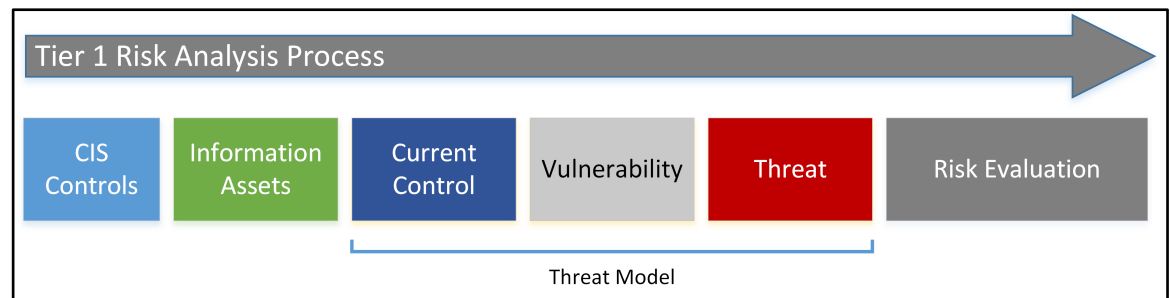 Tier 1 Risk Analysis Process
CIS
Controls
Information
Assets
Current
Control
Vulnerability
Threat
Risk Evaluation
Threat Model